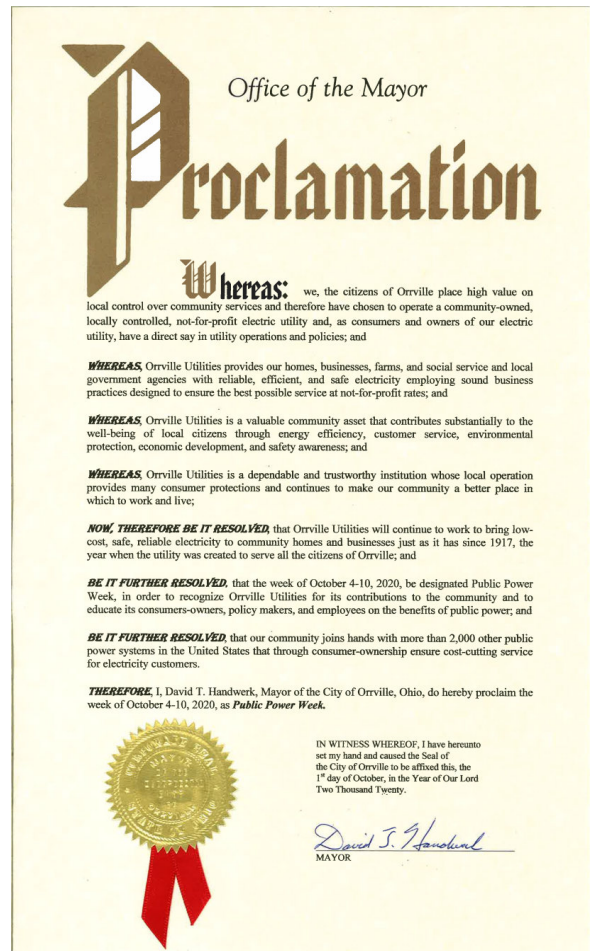 Office of the Mayor
Proclamation
Whereas: we, the citizens of Orrville place high value on
local control over community services and therefore have chosen to operate a community-owned,
locally controlled, not-for-profit electric utility and, as consumers and owners of our electric
utility, have a direct say in utility operations and policies; and
WHEREAS, Orrville Utilities provides our homes, businesses, farms, and social service and local
government agencies with reliable, efficient, and safe electricity employing sound business
practices designed to ensure the best possible service at not-for-profit rates; and
WHEREAS, Orrville Utilities is a valuable community asset that contributes substantially to the
well-being of local citizens through energy efficiency, customer service, environmental
protection, economic development, and safety awareness; and
WHEREAS, Orrville Utilities is a dependable and trustworthy institution whose local operation
provides many consumer protections and continues to make our community a better place in
which to work and live;
NOW, THEREFORE BE IT RESOLVED, that Orrville Utilities will continue to work to bring low-
cost, safe, reliable electricity to community homes and businesses just as it has since 1917, the
year when the utility was created to serve all the citizens of Orrville; and
BE IT FURTHER RESOLVED, that the week of October 4-10, 2020, be designated Public Power
Week, in order to recognize Orrville Utilities for its contributions to the community and to
educate its consumers-owners, policy makers, and employees on the benefits of public power; and
BE IT FURTHER RESOLVED, that our community joins hands with more than 2,000 other public
power systems in the United States that through consumer-ownership ensure cost-cutting service
for electricity customers.
THEREFORE, I, David T. Handwerk, Mayor of the City of Orrville, Ohio, do hereby proclaim the
week of October 4-10, 2020, as Public Power Week.
IN WITNESS WHEREOF, I have hereunto
set my hand and caused the Seal of
the City of Orrville to be affixed this, the
1st day of October, in the Year of Our Lord
Two Thousand Twenty.
David T. Handwerk
MAYOR